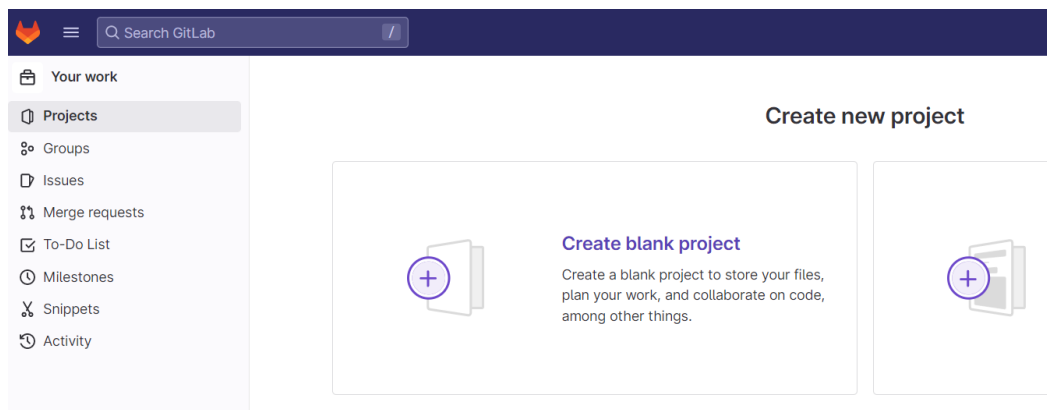 Search GitLab /
Your work
Projects
Groups
Issues
Merge requests
To-Do List
Milestones
Snippets
Activity
Create new project
Create blank project
Create a blank project to store your files,
plan your work, and collaborate on code,
among other things.